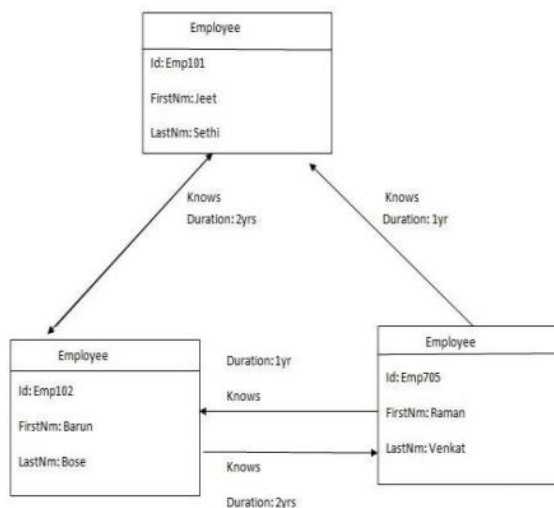 Employee
Id: Emp101
FirstNm: Jeet
LastNm: Sethi
Knows
Duration: 2yrs
Knows
Duration: 1yr
Employee
Id: Emp102
FirstNm: Barun
LastNm: Bose
Duration: 1yr
Knows
Knows
Duration: 2yrs
Employee
Id: Emp705
FirstNm: Raman
LastNm: Venkat